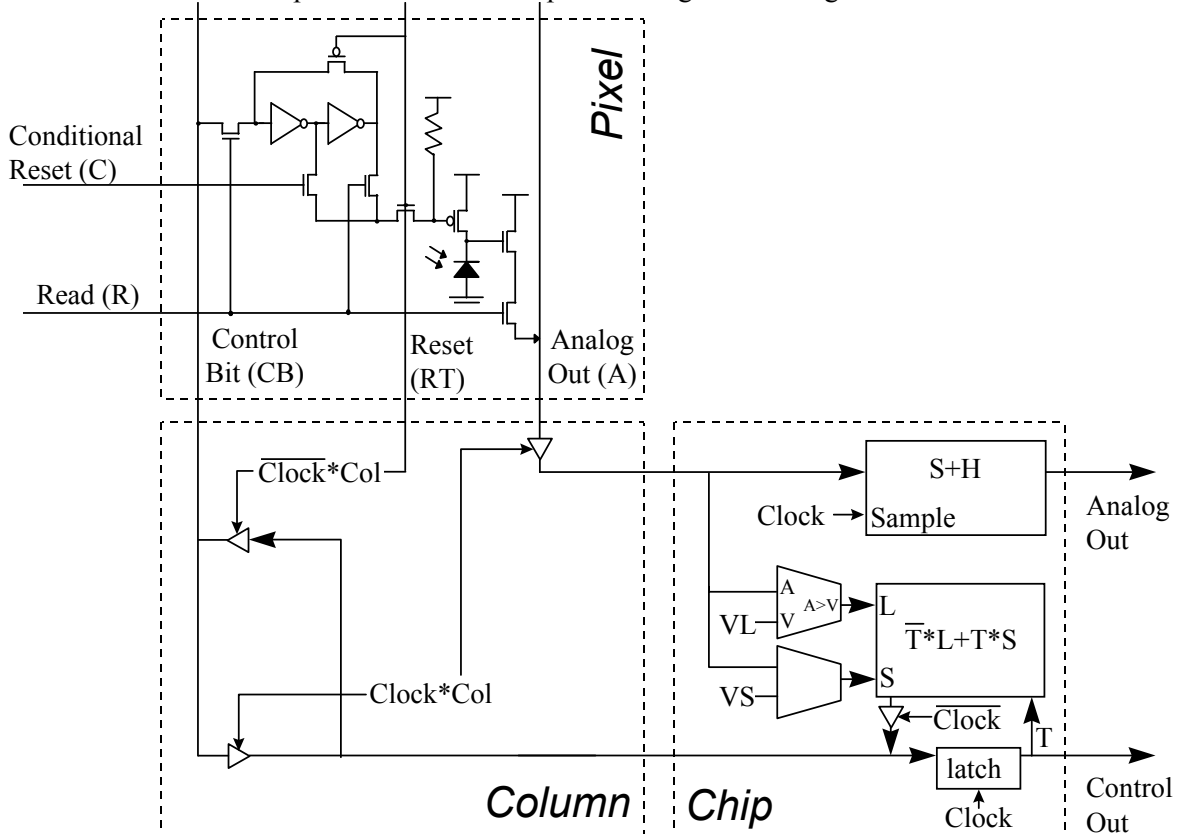 Pixel
Conditional
Reset (C)
Read (R)
Control
Bit (CB)
Reset
(RT)
Analog
Out (A)
Clock*Col
S+H
Clock
Sample
Analog
Out
A
A>V
V
VL
L
T*L+T*S
S
VS
Clock*Col
Clock
T
latch
Clock
Control
Out
Column
Chip